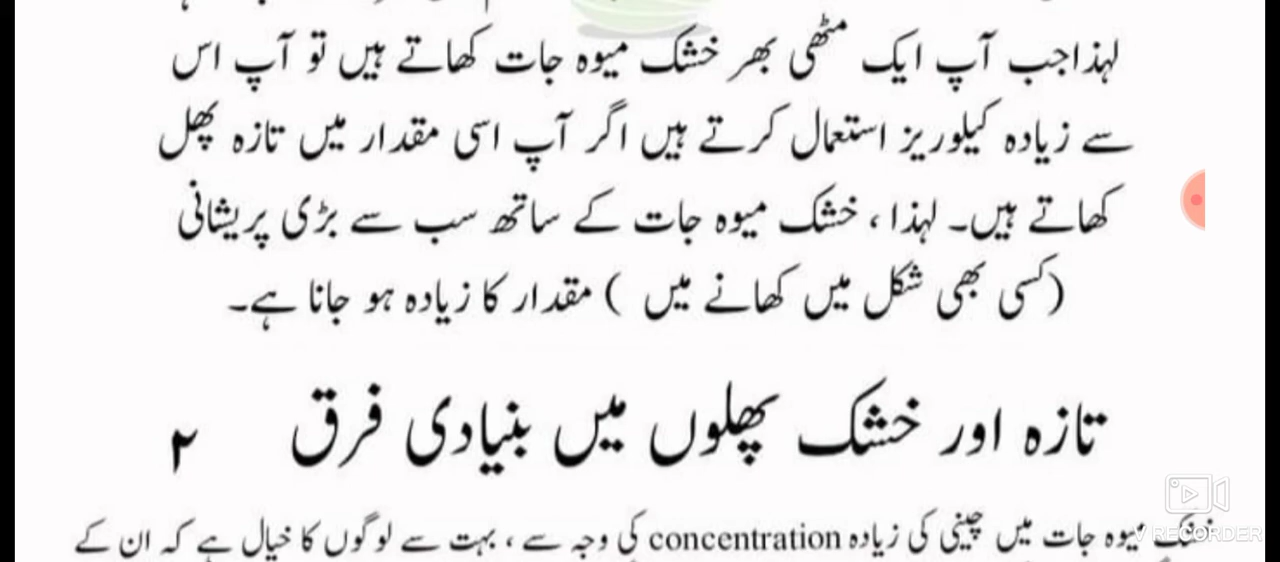 لہذاجب آپ ایک مٹھی بھر خشک میوہ جات کھاتے ہیں تو آپ اس
سے زیادہ کیلوریز استعمال کرتے ہیں اگر آپ اسی مقدار میں تازہ پھل
کھاتے ہیں۔ لہذا، خشک میوہ جات کے ساتھ سب سے بڑی پریشانی
(کسی بھی شکل میں کھانے میں ) مقدار کا زیادہ ہو جانا ہے۔
تازہ اور خشک پھلوں میں بنیادی فرق ۲
خشک میوہ جات میں چینی کی زیادہ concentration کی وجہ سے ، بہت سے لوگوں کا خیال ہے کہ ان کے
V RECORDER